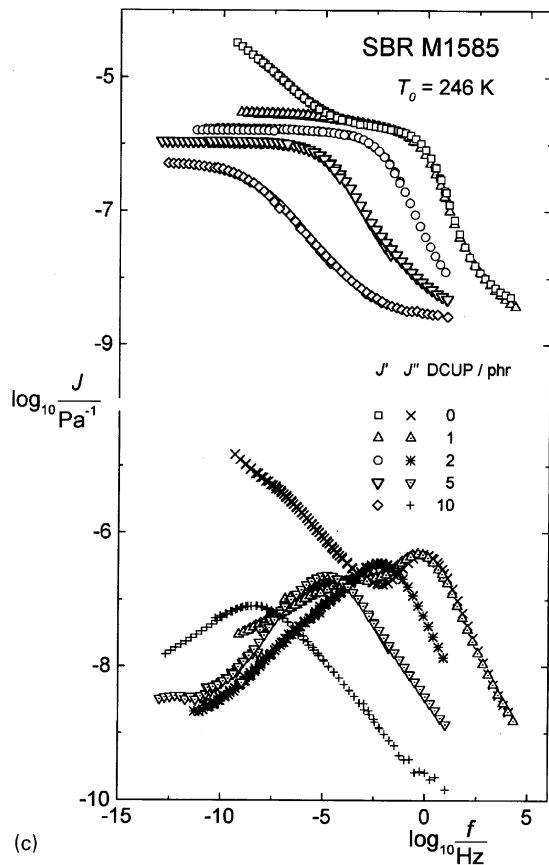 SBR M1585
T₀ = 246 K
-5
-7
-9
log₁₀ J/Pa⁻¹
J' J'' DCUP / phr
0
1
2
5
10
-6
-8
-10
-15 -10 -5 0 5
log₁₀ f/Hz
(c)